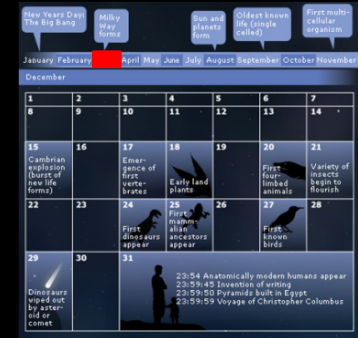 New Years Day:
The Big Bang
Milky
Way
forms
Sun and
planets
form
Oldest known
life (single
celled)
First multi-
cellular
organism
January February April May June July August September October November
December
1 2 3 4 5 6 7
8 9 10 11 12 13 14
15 16 17 18 19 20 21
Cambrian
explosion
(burst of
new life
forms)
Emer-
gence of
first
verte-
brates
Early land
plants
First
four-
limbed
animals
Variety of
insects
begin to
flourish
22 23 24 25 26 27 28
First
dinosaurs
appear
First
mamm-
alian
ancestors
appear
First
known
birds
29 30 31
Dinosaurs
wiped out
by aster-
oid or
comet
23:54 Anatomically modern humans appear
23:59:45 Invention of writing
23:59:50 Pyramids built in Egypt
23:59:59 Voyage of Christopher Columbus